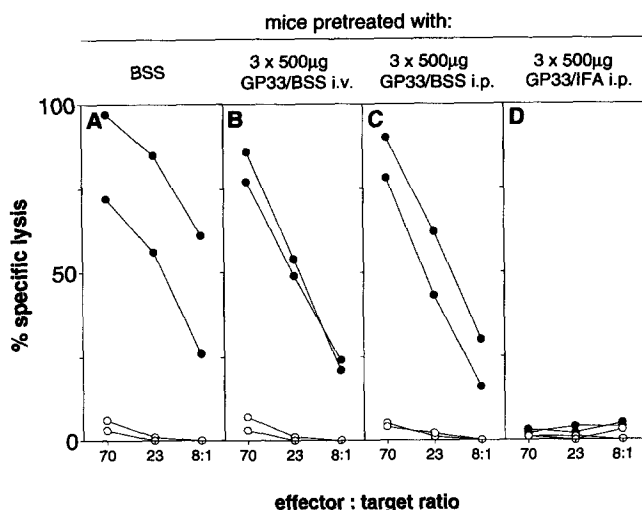 mice pretreated with:
BSS
3 x 500µg
GP33/BSS i.v.
3 x 500µg
GP33/BSS i.p.
3 x 500µg
GP33/IFA i.p.
100
A
B
C
D
50
0
% specific lysis
70 23 8:1
70 23 8:1
70 23 8:1
70 23 8:1
effector : target ratio